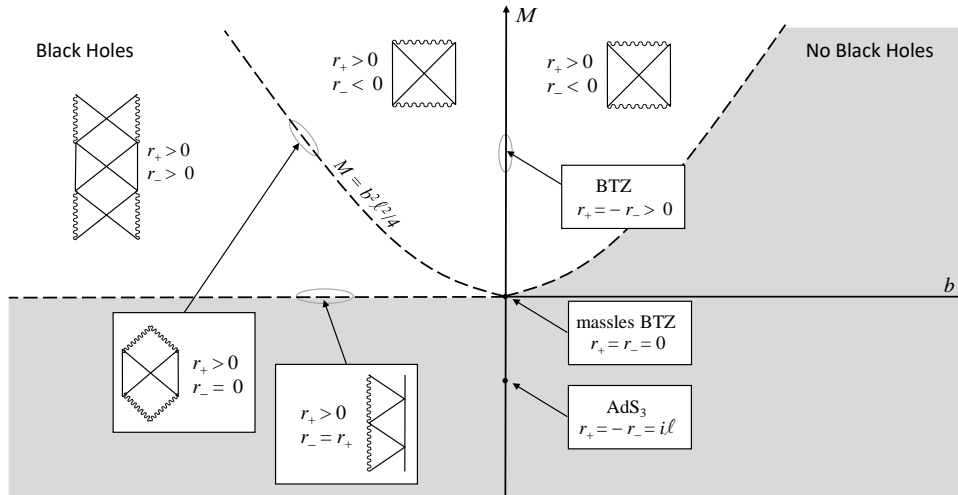 M
Black Holes
No Black Holes
r₊ > 0
r₋ < 0
r₊ > 0
r₋ < 0
r₊ > 0
r₋ > 0
M = b²ℓ²/4
BTZ
r₊ = − r₋ > 0
b
massles BTZ
r₊ = r₋ = 0
r₊ > 0
r₋ = 0
r₊ > 0
r₋ = r₊
AdS₃
r₊ = − r₋ = iℓ